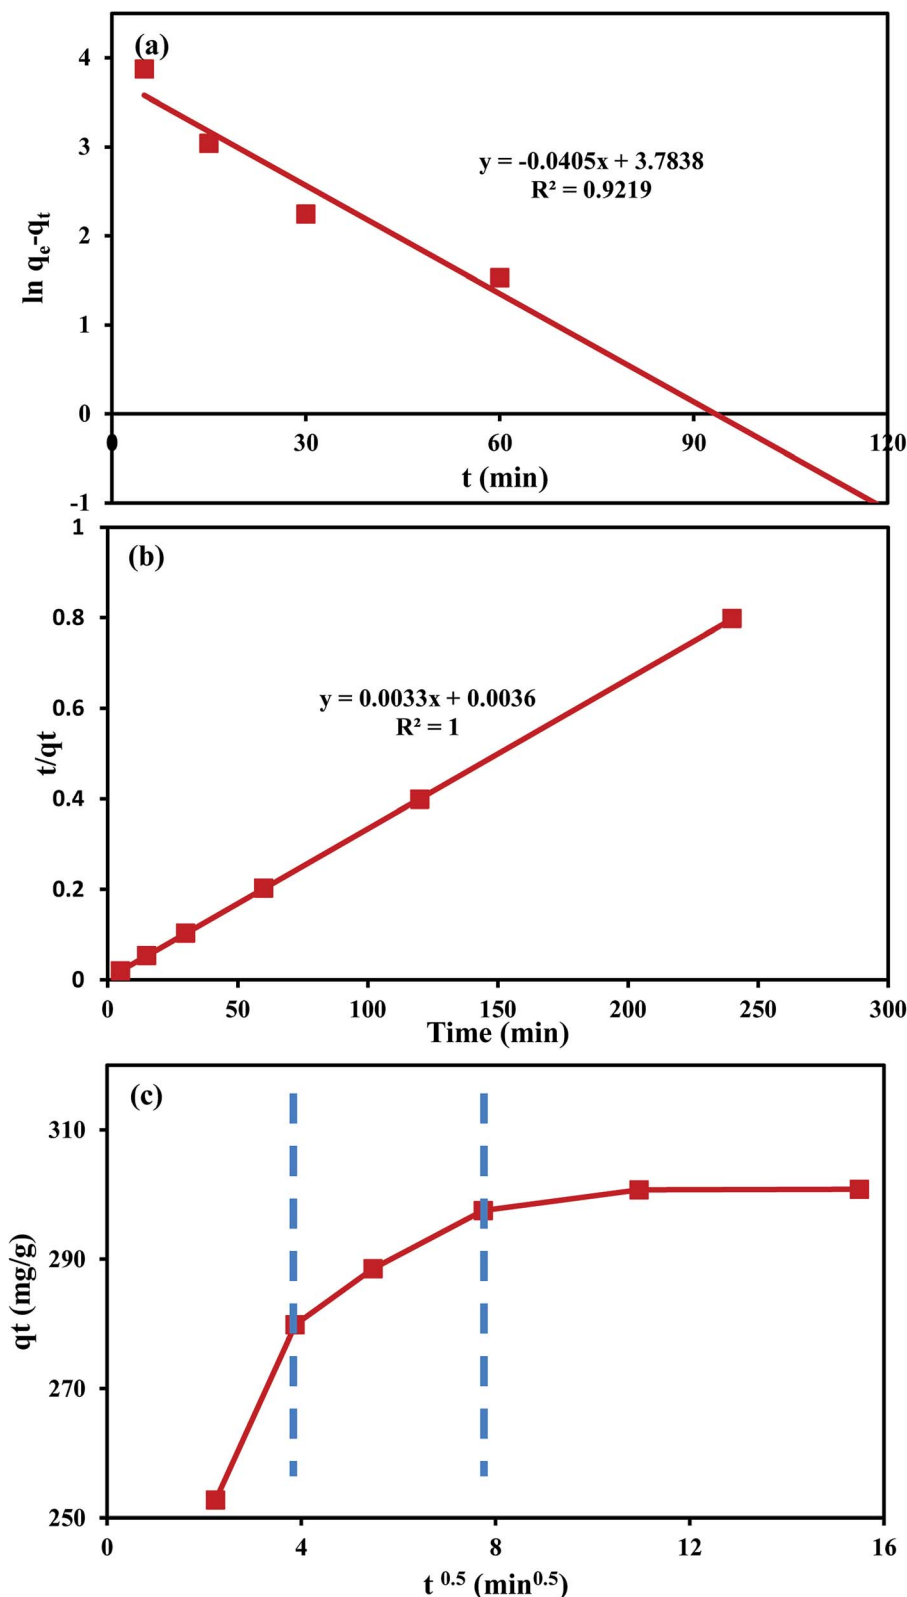 (a)
4
3
2
1
0
-1
ln qₑ-qₜ
y = -0.0405x + 3.7838
R² = 0.9219
0 30 60 90 120
t (min)
(b)
1
0.8
0.6
0.4
0.2
0
t/qt
y = 0.0033x + 0.0036
R² = 1
0 50 100 150 200 250 300
Time (min)
(c)
310
290
270
250
qt (mg/g)
0 4 8 12 16
t ⁰·⁵ (min⁰·⁵)